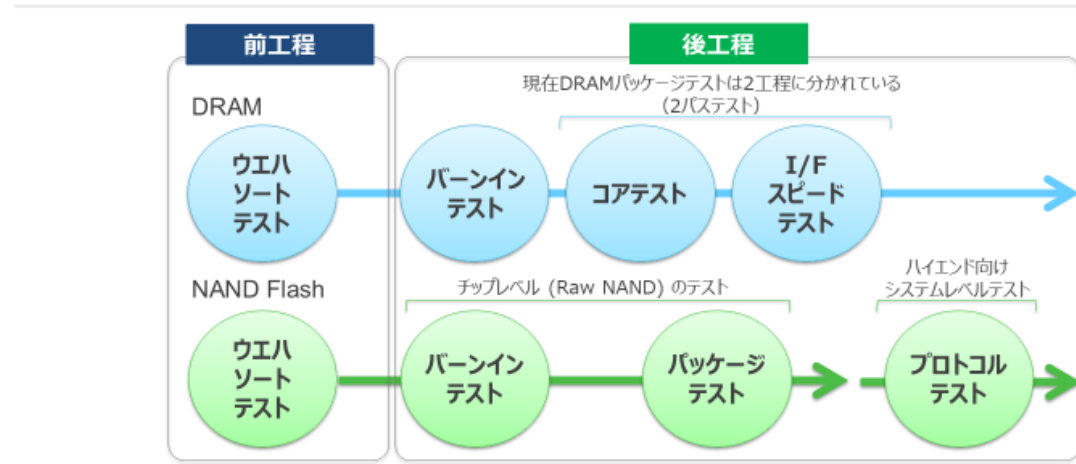 前工程
後工程
現在DRAMパッケージテストは2工程に分かれている
(2パステスト)
DRAM
ウエハ
ソート
テスト
バーンイン
テスト
コアテスト
I/F
スピード
テスト
NAND Flash
チップレベル (Raw NAND) のテスト
ハイエンド向け
システムレベルテスト
ウエハ
ソート
テスト
バーンイン
テスト
パッケージ
テスト
プロトコル
テスト